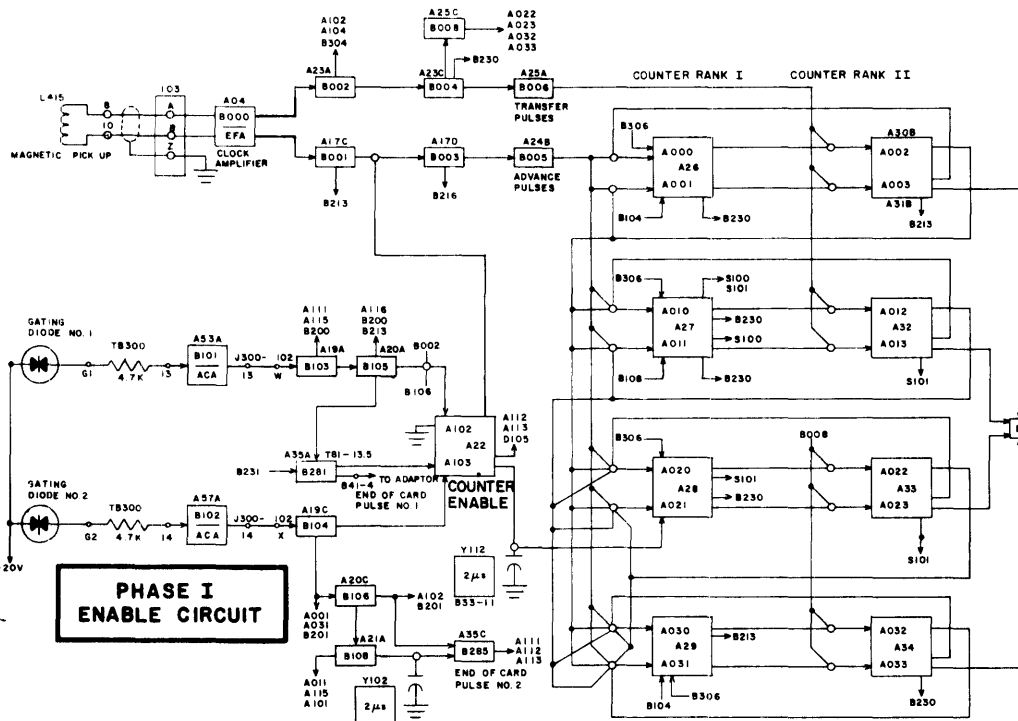 A25C
B008
A022
A023
A032
A033
A102
A104
B304
B230
A23A
B002
A23C
B004
A25A
B006
TRANSFER
PULSES
COUNTER RANK I
COUNTER RANK II
L415
8
10
103
A
B
Z
A04
B000
EFA
CLOCK
AMPLIFIER
MAGNETIC PICK UP
A17C
B001
B213
A17D
B003
B216
A24B
B005
ADVANCE
PULSES
B306
A000
A26
A001
B104
B230
A30B
A002
A003
A31B
B213
B306
S100
S101
A010
B230
A27
A011
S100
B108
B230
A012
A32
A013
S101
GATING
DIODE NO. 1
G1
TB300
4.7K
13
A53A
B101
ACA
J300-
13
102
W
A111
A115
B200
A19A
B103
A116
B200
B213
A20A
B105
B002
B106
A102
A22
A103
A112
A113
D105
COUNTER
ENABLE
A35A
T81-13.5
B231
B281
B41-4
TO ADAPTOR
END OF CARD
PULSE NO. 1
B306
A020
A28
A021
S101
B230
B008
A022
A33
A023
S101
GATING
DIODE NO. 2
G2
TB300
4.7K
14
A57A
B102
ACA
J300-
14
102
X
A19C
B104
-20V
PHASE I
ENABLE CIRCUIT
A001
A031
B201
A20C
B106
A102
B201
A21A
B108
A011
A115
A101
Y102
2μs
Y112
2μs
B33-11
A35C
B285
END OF CARD
PULSE NO. 2
A111
A112
A113
A030
A29
A031
B213
B104
B306
A032
A34
A033
B230